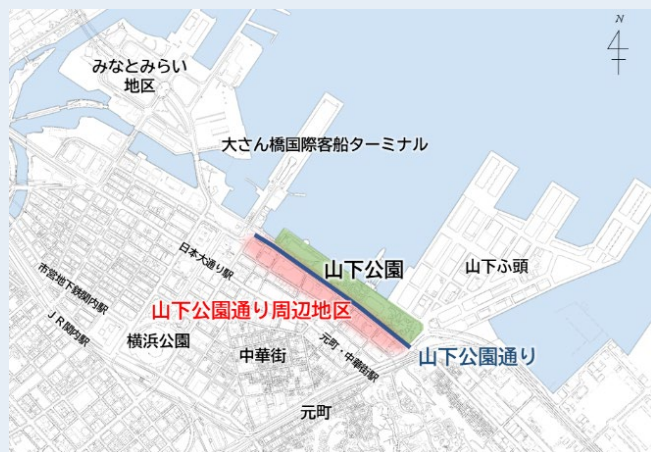 N
みなとみらい
地区
大さん橋国際客船ターミナル
日本大通り駅
山下公園
山下ふ頭
市営地下鉄関内駅
山下公園通り周辺地区
JR関内駅
横浜公園
中華街
元町・中華街駅
山下公園通り
元町